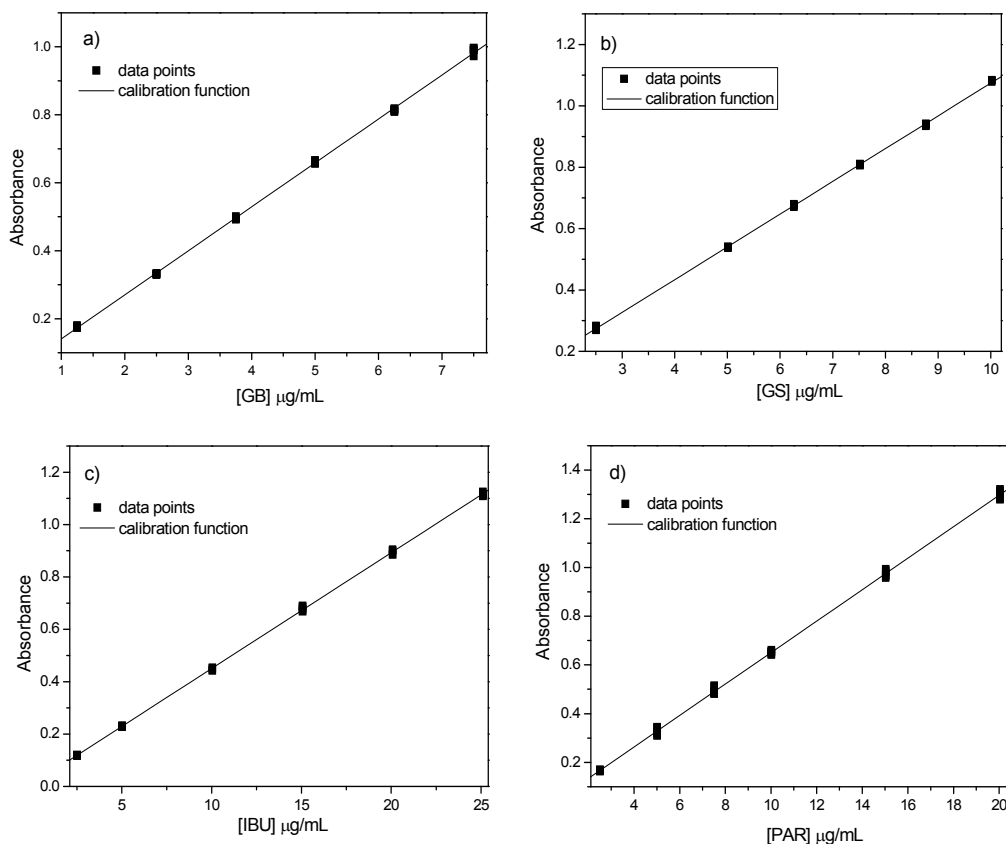 a)
data points
calibration function
1.0
0.8
0.6
0.4
0.2
Absorbance
1 2 3 4 5 6 7
[GB] μg/mL
b)
data points
calibration function
1.2
1.0
0.8
0.6
0.4
0.2
Absorbance
3 4 5 6 7 8 9 10
[GS] μg/mL
c)
data points
calibration function
1.2
1.0
0.8
0.6
0.4
0.2
0.0
Absorbance
5 10 15 20 25
[IBU] μg/mL
d)
data points
calibration function
1.4
1.2
1.0
0.8
0.6
0.4
0.2
Absorbance
4 6 8 10 12 14 16 18 20
[PAR] μg/mL